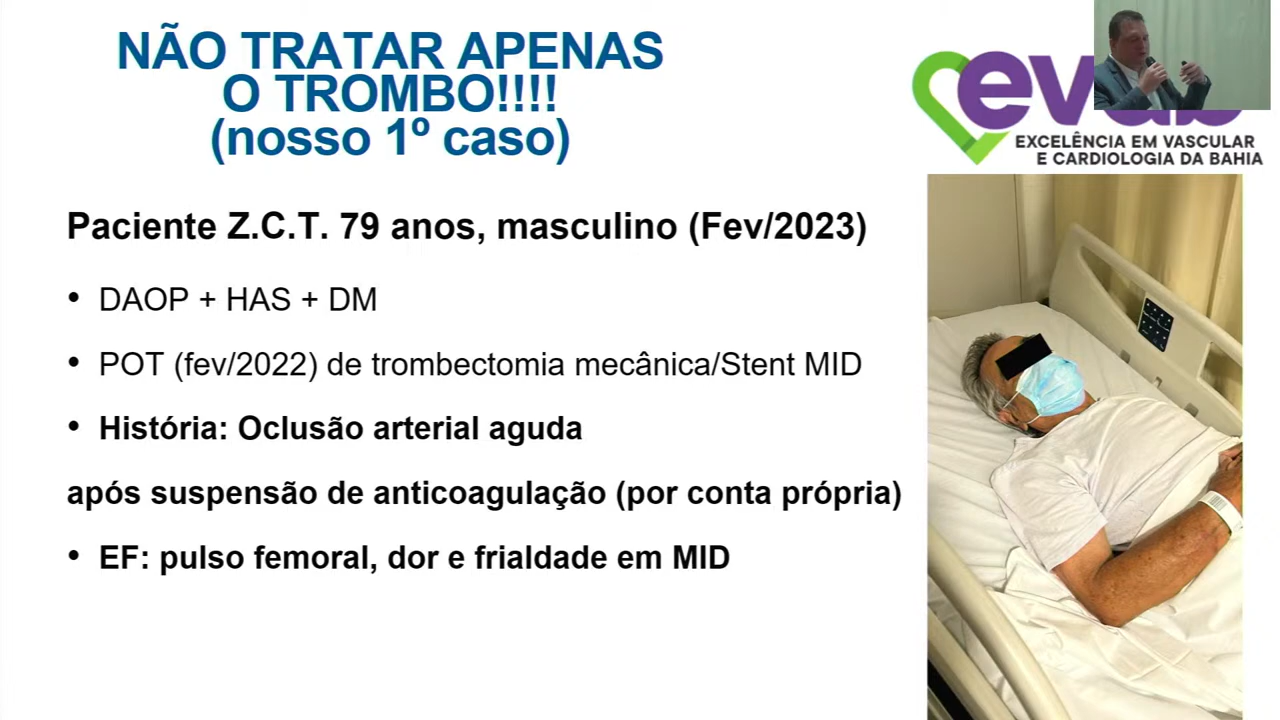 NÃO TRATAR APENAS
O TROMBO!!!!
(nosso 1º caso)
EXCELÊNCIA EM VASCULAR
E CARDIOLOGIA DA BAHIA
Paciente Z.C.T. 79 anos, masculino (Fev/2023)
• DAOP + HAS + DM
• POT (fev/2022) de trombectomia mecânica/Stent MID
• História: Oclusão arterial aguda
após suspensão de anticoagulação (por conta própria)
• EF: pulso femoral, dor e frialdade em MID